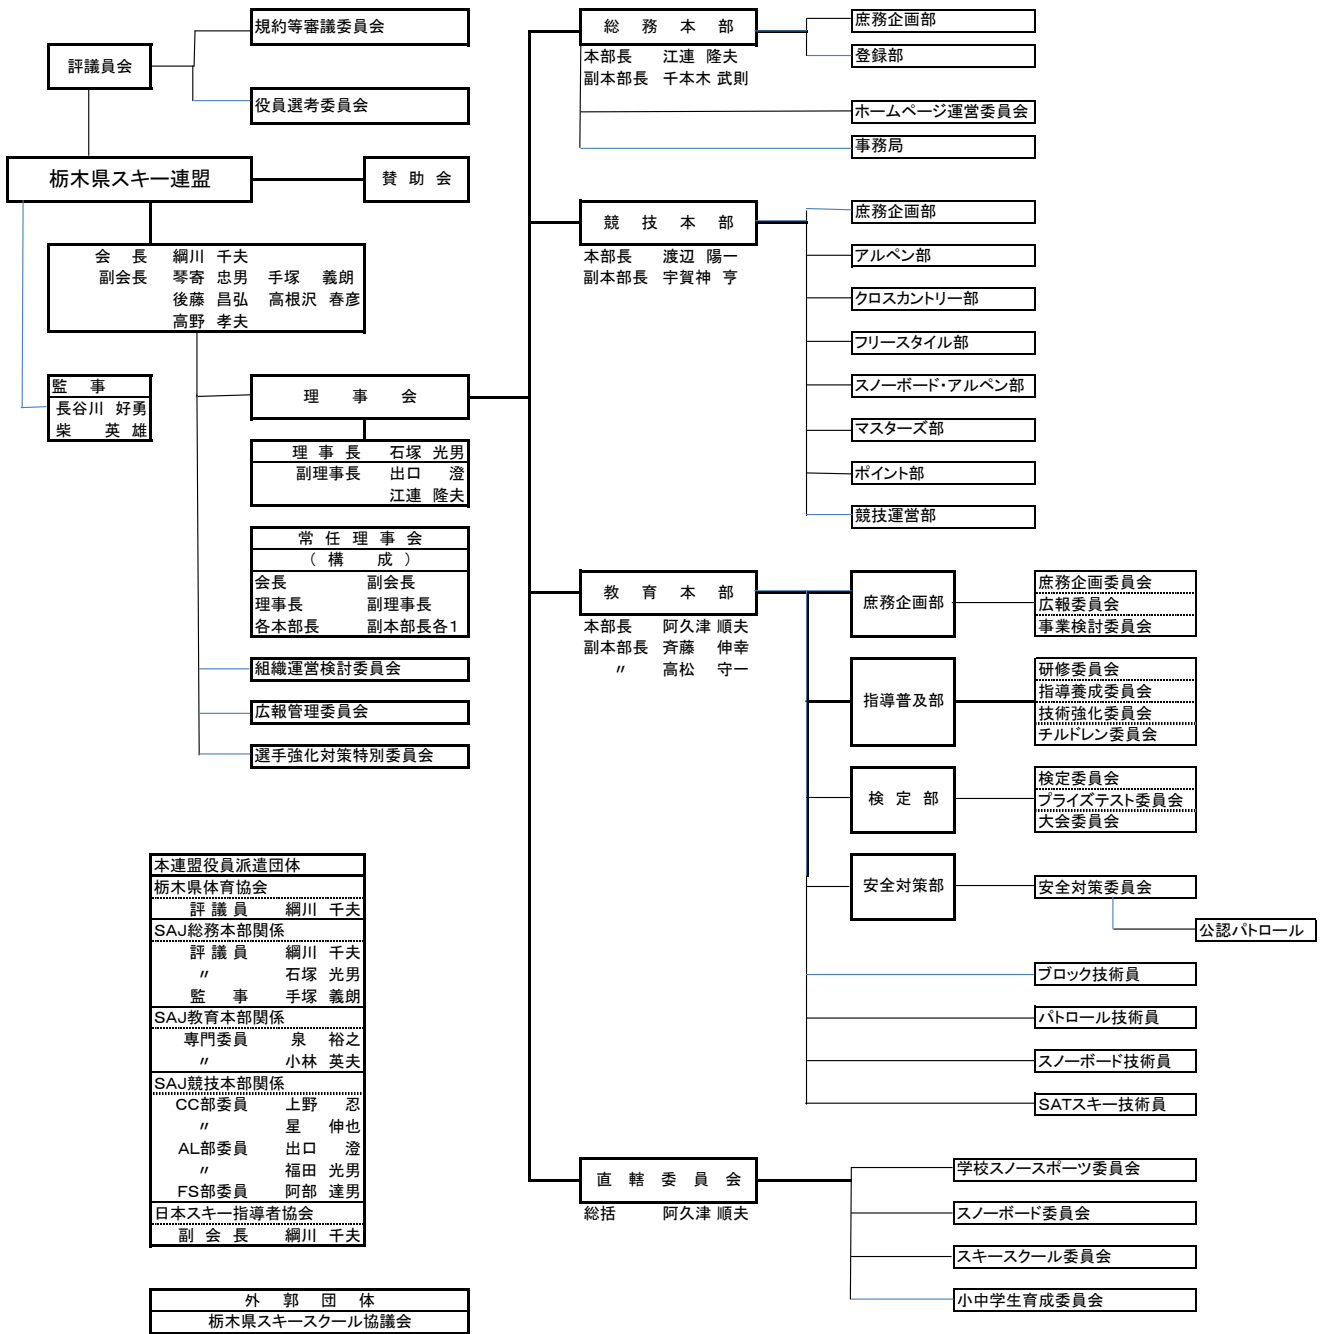 規約等審議委員会
評議員会
役員選考委員会
栃木県スキー連盟
賛助会
会　長　綱川 千夫
副会長　琴寄 忠男　手塚 義朗
後藤 昌弘　高根沢 春彦
高野 孝夫
監　事
長谷川 好勇
柴　英雄
理　事　会
理 事 長　石塚 光男
副理事長　出口　澄
江連 隆夫
常 任 理 事 会
（構　成）
会長　副会長
理事長　副理事長
各本部長　副本部長各1
組織運営検討委員会
広報管理委員会
選手強化対策特別委員会
本連盟役員派遣団体
栃木県体育協会
評 議 員　綱川 千夫
SAJ総務本部関係
評 議 員　綱川 千夫
〃　石塚 光男
監　事　手塚 義朗
SAJ教育本部関係
専門委員　泉　裕之
〃　小林 英夫
SAJ競技本部関係
CC部委員　上野　忍
〃　星　伸也
AL部委員　出口　澄
〃　福田 光男
FS部委員　阿部 達男
日本スキー指導者協会
副 会 長　綱川 千夫
外　郭　団　体
栃木県スキースクール協議会
総　務　本　部
本部長　江連 隆夫
副本部長　千本木 武則
庶務企画部
登録部
ホームページ運営委員会
事務局
競　技　本　部
本部長　渡辺 陽一
副本部長　宇賀神 亨
庶務企画部
アルペン部
クロスカントリー部
フリースタイル部
スノーボード・アルペン部
マスターズ部
ポイント部
競技運営部
教　育　本　部
本部長　阿久津 順夫
副本部長　斉藤 伸幸
〃　高松 守一
庶務企画部
庶務企画委員会
広報委員会
事業検討委員会
指導普及部
研修委員会
指導養成委員会
技術強化委員会
チルドレン委員会
検 定 部
検定委員会
プライズテスト委員会
大会委員会
安全対策部
安全対策委員会
公認パトロール
ブロック技術員
パトロール技術員
スノーボード技術員
SATスキー技術員
直　轄　委　員　会
総括　阿久津 順夫
学校スノースポーツ委員会
スノーボード委員会
スキースクール委員会
小中学生育成委員会